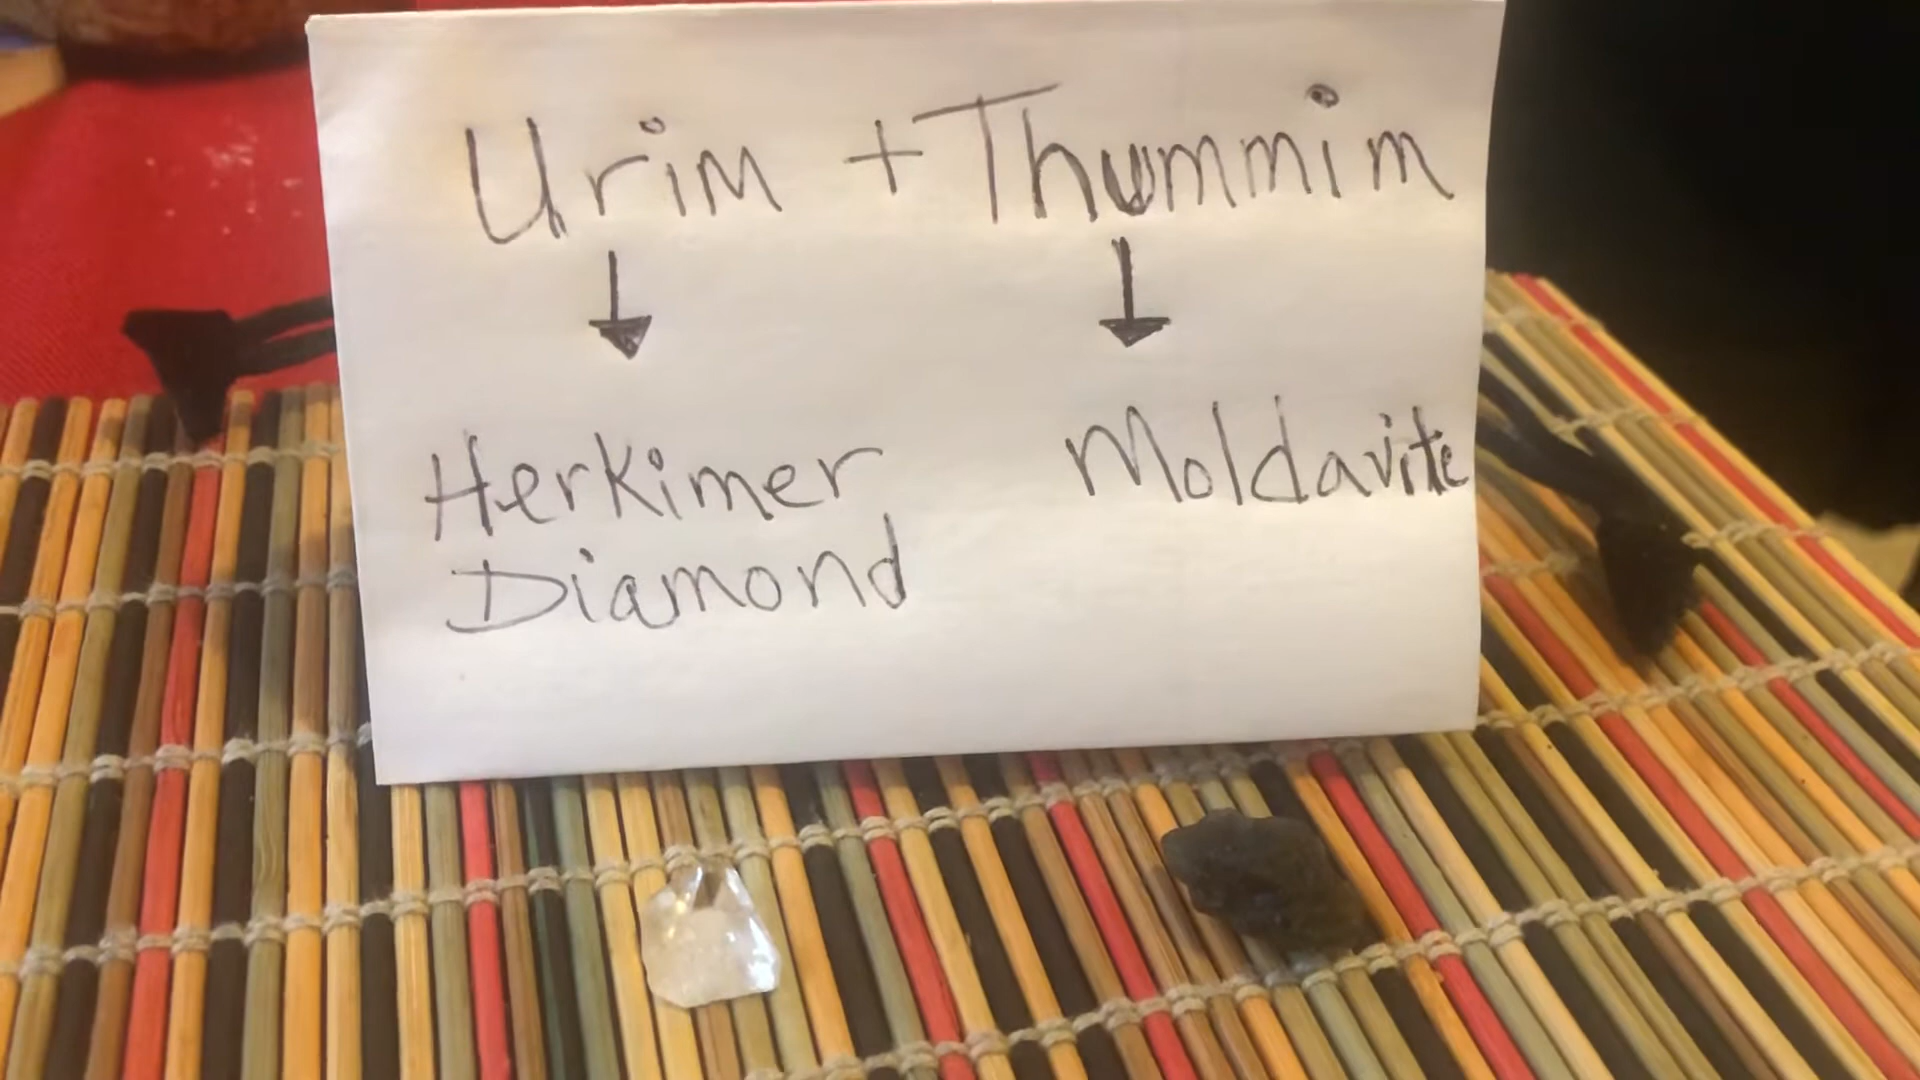 Urim + Thummim
↓ ↓
Herkimer Moldavite
Diamond